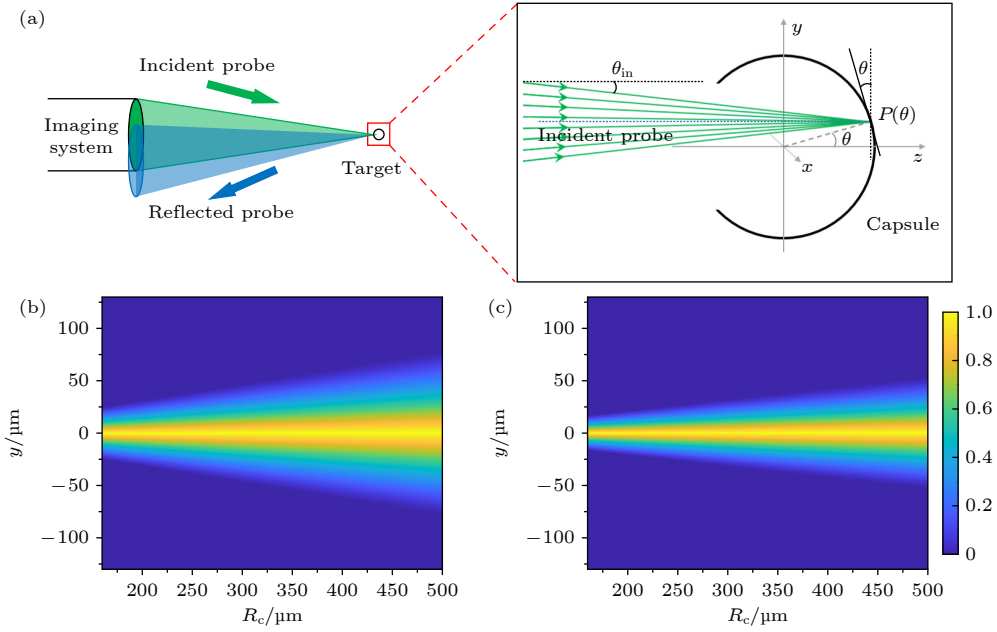 (a)
Incident probe
Imaging
system
Target
Reflected probe
y
θin
θ
P(θ)
Incident probe
θ
z
x
Capsule
(b)
100
50
0
−50
−100
y/µm
200 250 300 350 400 450 500
Rc/µm
(c)
100
50
0
−50
−100
y/µm
200 250 300 350 400 450 500
Rc/µm
1.0
0.8
0.6
0.4
0.2
0